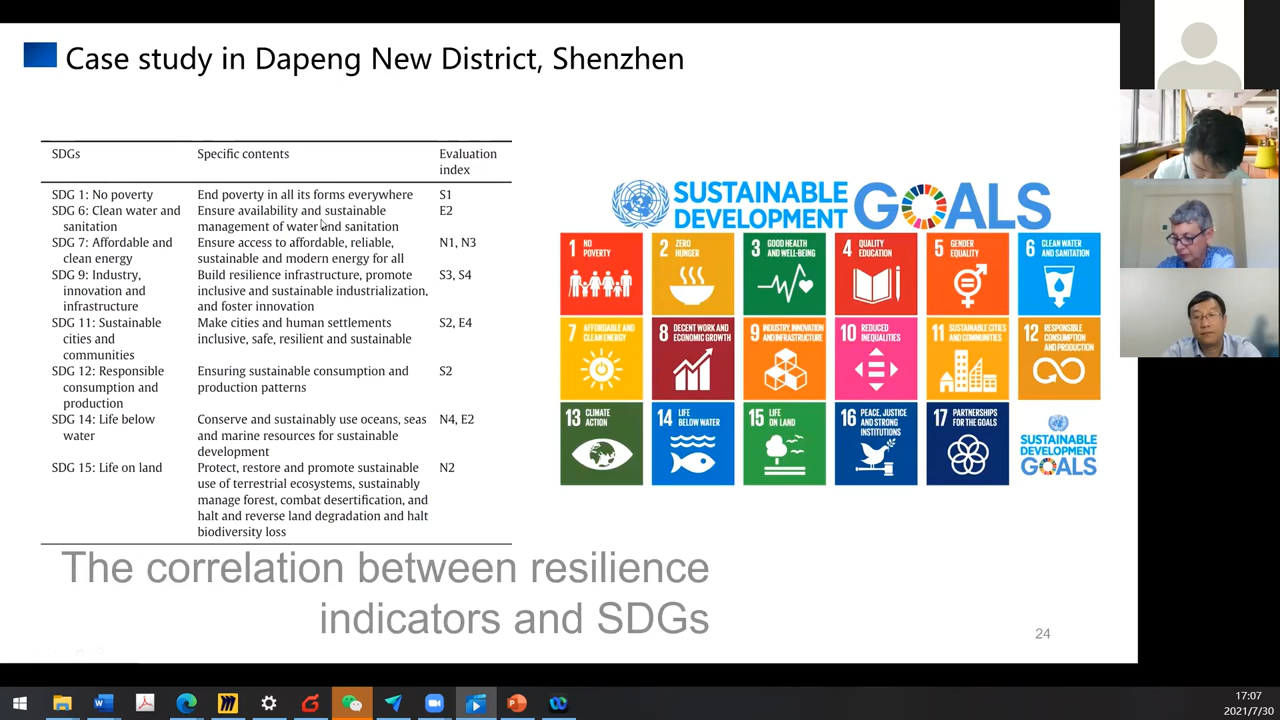 Case study in Dapeng New District, Shenzhen
SDGs Specific contents Evaluation
index
SDG 1: No poverty End poverty in all its forms everywhere S1
SDG 6: Clean water and Ensure availability and sustainable E2
sanitation management of water and sanitation
SDG 7: Affordable and Ensure access to affordable, reliable, N1, N3
clean energy sustainable and modern energy for all
SDG 9: Industry, Build resilience infrastructure, promote S3, S4
innovation and inclusive and sustainable industrialization,
infrastructure and foster innovation
SDG 11: Sustainable Make cities and human settlements S2, E4
cities and inclusive, safe, resilient and sustainable
communities
SDG 12: Responsible Ensuring sustainable consumption and S2
consumption and production patterns
production
SDG 14: Life below Conserve and sustainably use oceans, seas N4, E2
water and marine resources for sustainable
development
SDG 15: Life on land Protect, restore and promote sustainable N2
use of terrestrial ecosystems, sustainably
manage forest, combat desertification, and
halt and reverse land degradation and halt
biodiversity loss
SUSTAINABLE
DEVELOPMENT
GOALS
1 NO
POVERTY
2 ZERO
HUNGER
3 GOOD HEALTH
AND WELL-BEING
4 QUALITY
EDUCATION
5 GENDER
EQUALITY
6 CLEAN WATER
AND SANITATION
7 AFFORDABLE AND
CLEAN ENERGY
8 DECENT WORK AND
ECONOMIC GROWTH
9 INDUSTRY, INNOVATION
AND INFRASTRUCTURE
10 REDUCED
INEQUALITIES
11 SUSTAINABLE CITIES
AND COMMUNITIES
12 RESPONSIBLE
CONSUMPTION
AND PRODUCTION
13 CLIMATE
ACTION
14 LIFE
BELOW WATER
15 LIFE
ON LAND
16 PEACE, JUSTICE
AND STRONG
INSTITUTIONS
17 PARTNERSHIPS
FOR THE GOALS
SUSTAINABLE
DEVELOPMENT
GOALS
The correlation between resilience
indicators and SDGs
24
17:07
2021/7/30